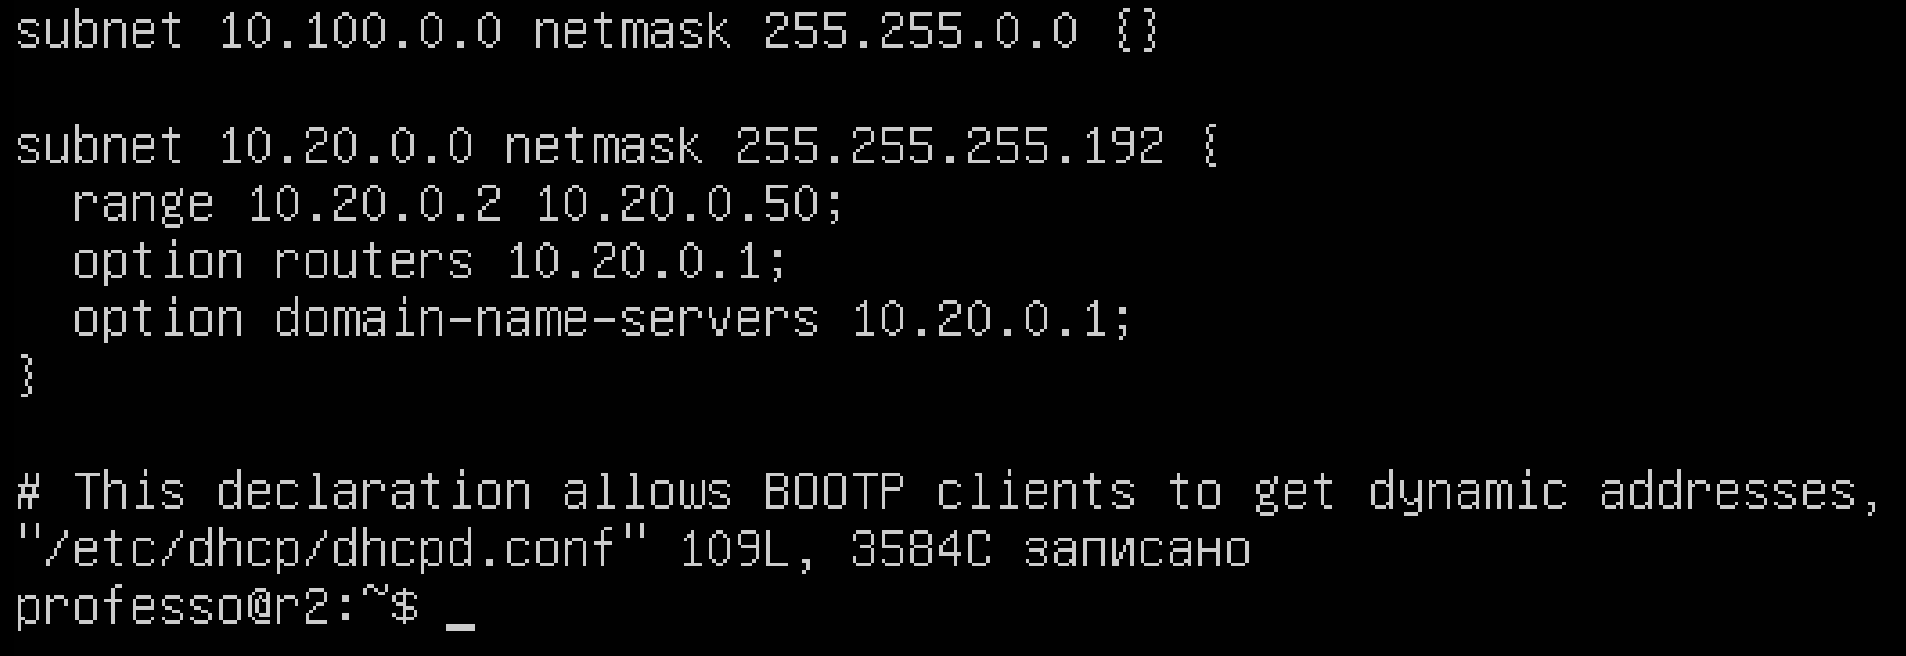 subnet 10.100.0.0 netmask 255.255.0.0 {}
subnet 10.20.0.0 netmask 255.255.255.192 {
range 10.20.0.2 10.20.0.50;
option routers 10.20.0.1;
option domain-name-servers 10.20.0.1;
}
# This declaration allows BOOTP clients to get dynamic addresses,
"/etc/dhcp/dhcpd.conf" 109L, 3584C записано
professo@r2:~$ _